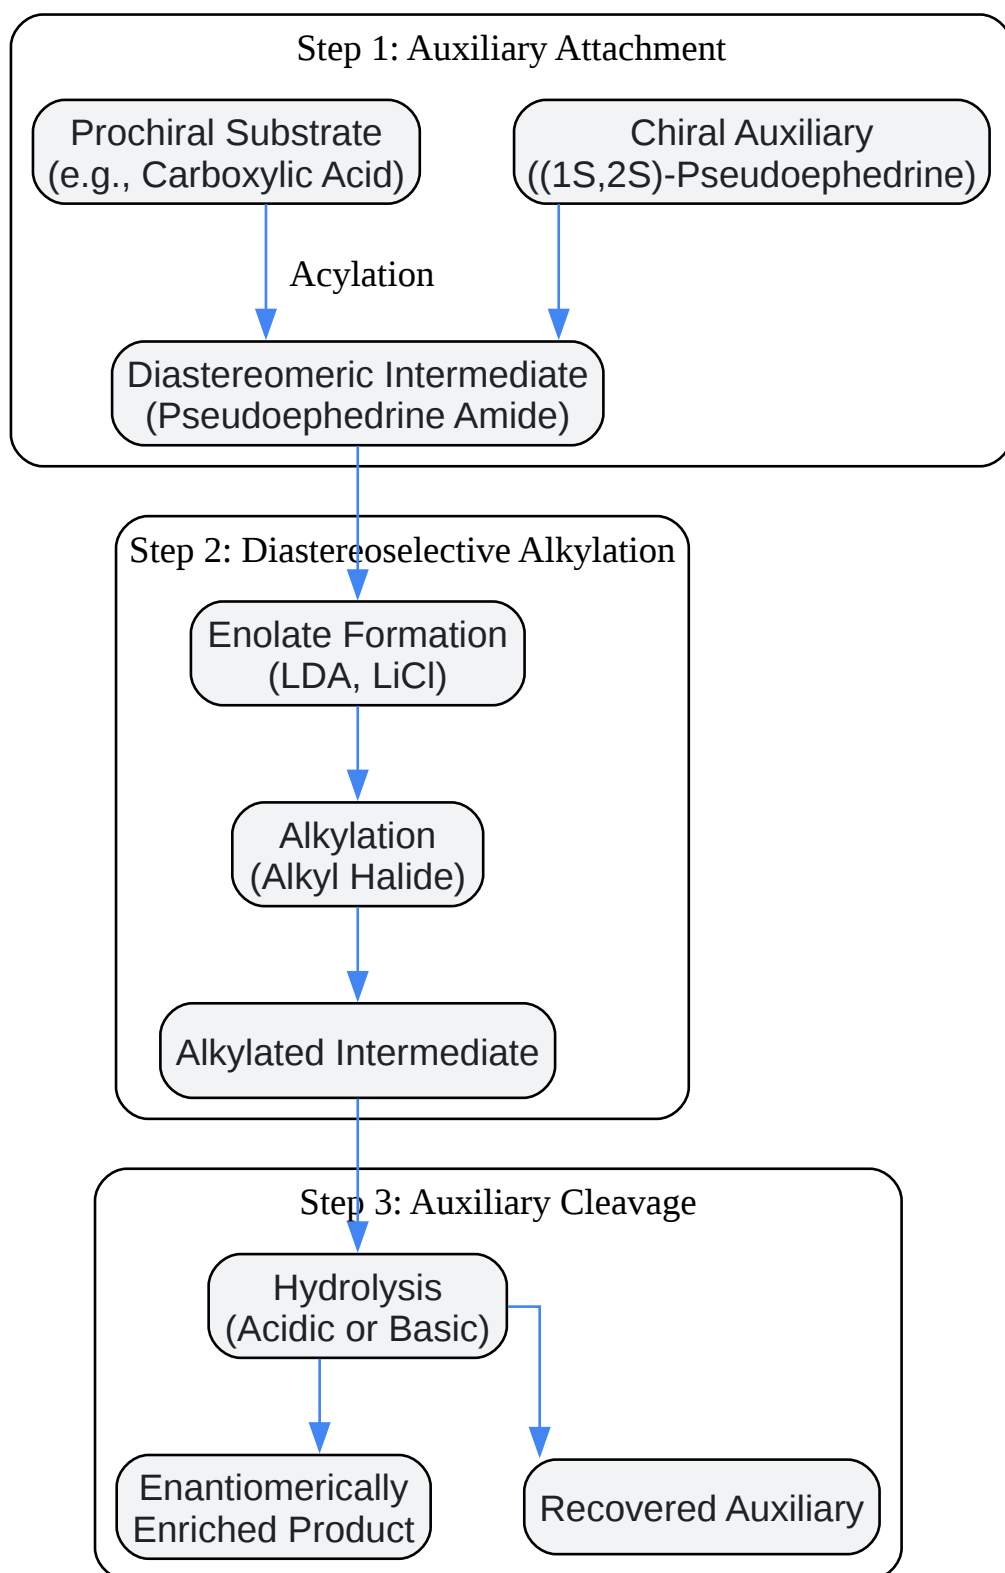 Step 1: Auxiliary Attachment
Prochiral Substrate
(e.g., Carboxylic Acid)
Chiral Auxiliary
((1S,2S)-Pseudoephedrine)
Acylation
Diastereomeric Intermediate
(Pseudoephedrine Amide)
Step 2: Diastereoselective Alkylation
Enolate Formation
(LDA, LiCl)
Alkylation
(Alkyl Halide)
Alkylated Intermediate
Step 3: Auxiliary Cleavage
Hydrolysis
(Acidic or Basic)
Enantiomerically
Enriched Product
Recovered Auxiliary